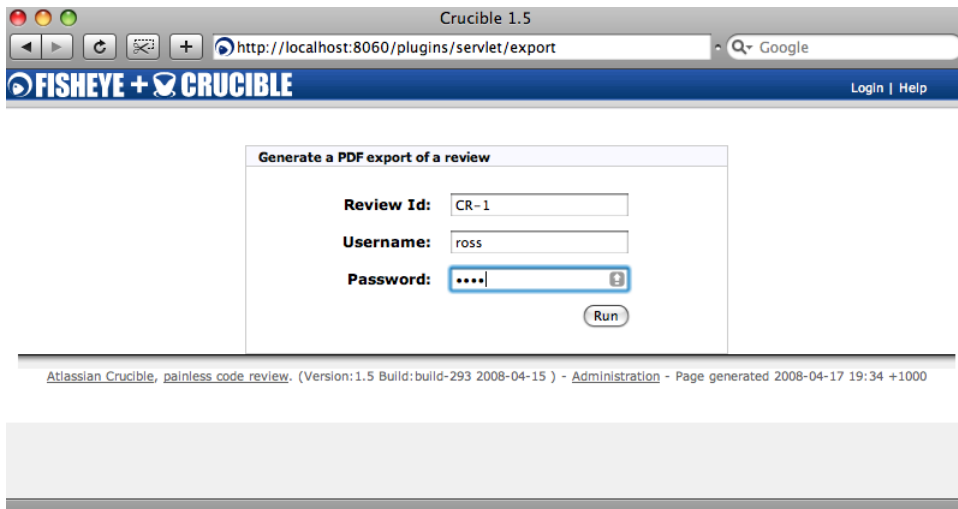 Crucible 1.5
http://localhost:8060/plugins/servlet/export
Google
FISHEYE + CRUCIBLE
Login | Help
Generate a PDF export of a review
Review Id: CR-1
Username: ross
Password: ••••
Run
Atlassian Crucible, painless code review. (Version:1.5 Build:build-293 2008-04-15 ) - Administration - Page generated 2008-04-17 19:34 +1000